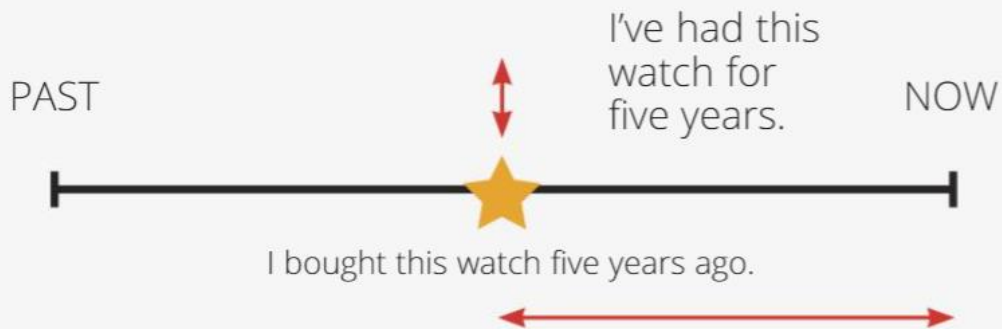 PAST
I've had this
watch for
five years.
NOW
I bought this watch five years ago.